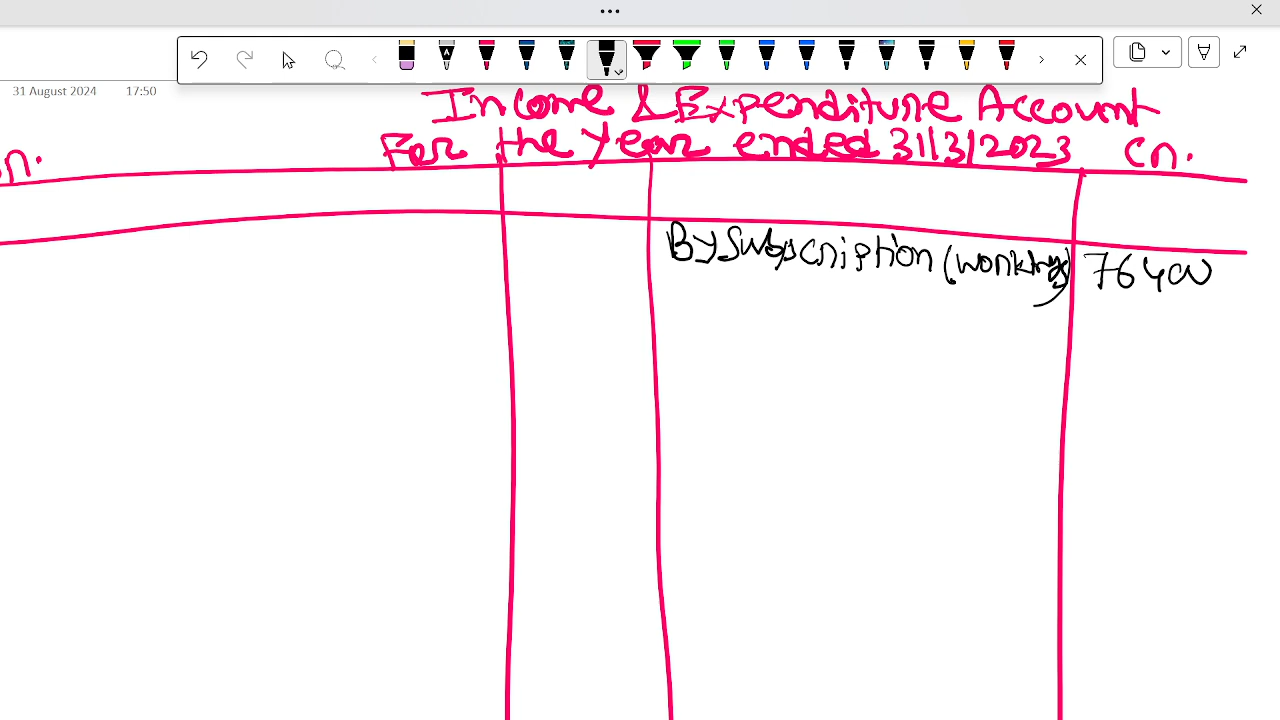 31 August 2024 17:50
Income & Expenditure Account
For the Year ended 31/3/2023 Cr.
By Subscription (working) 76400